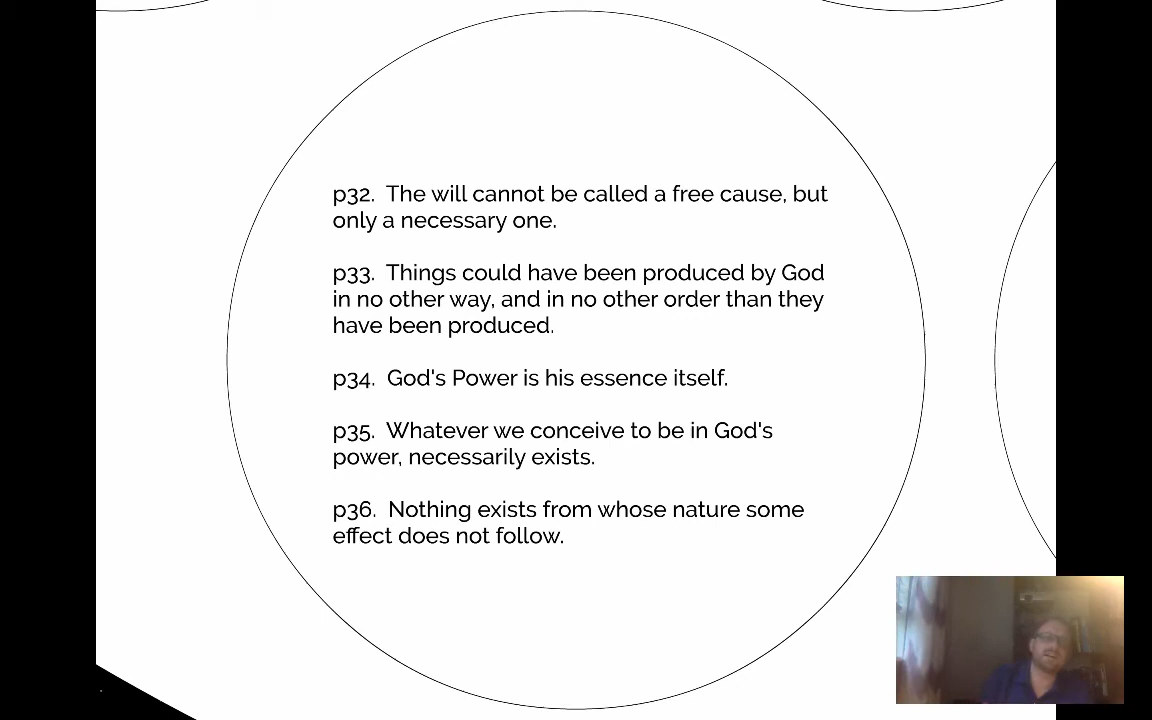 p32. The will cannot be called a free cause, but
only a necessary one.
p33. Things could have been produced by God
in no other way, and in no other order than they
have been produced.
p34. God's Power is his essence itself.
p35. Whatever we conceive to be in God's
power, necessarily exists.
p36. Nothing exists from whose nature some
effect does not follow.